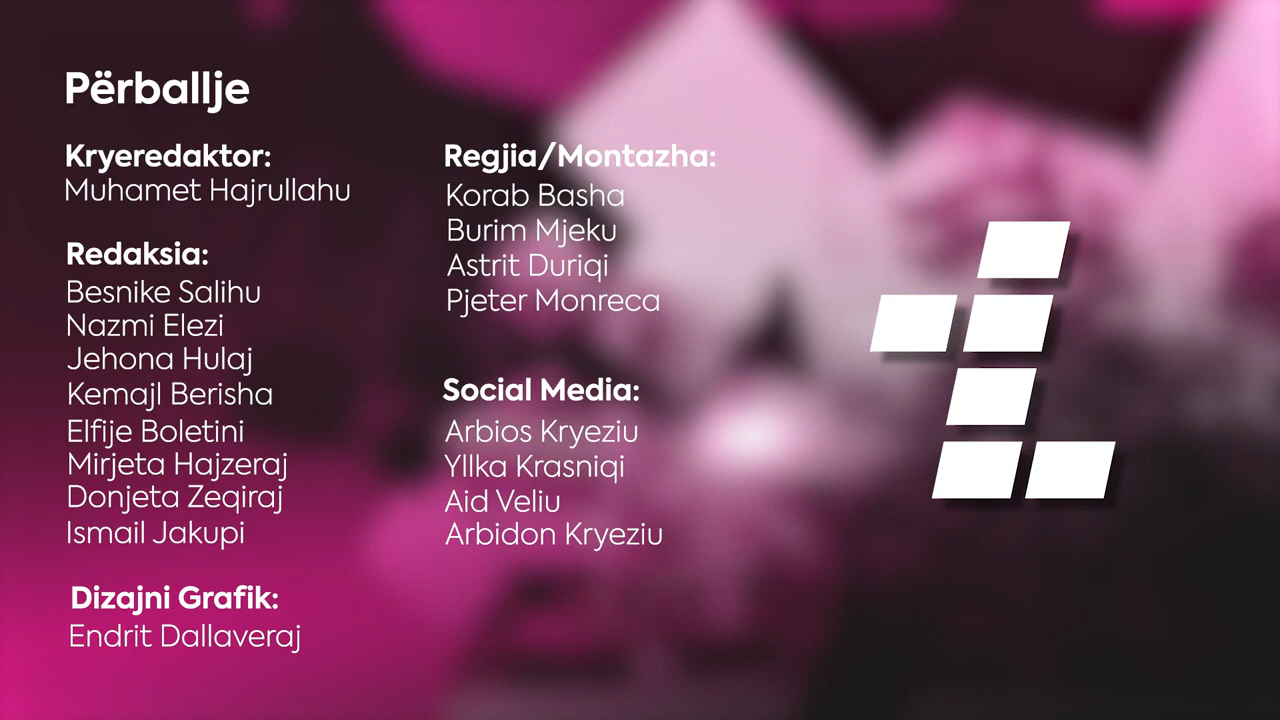 Përballje
Kryeredaktor:
Muhamet Hajrullahu
Redaksia:
Besnike Salihu
Nazmi Elezi
Jehona Hulaj
Kemajl Berisha
Elfije Boletini
Mirjeta Hajzeraj
Donjeta Zeqiraj
Ismail Jakupi
Dizajni Grafik:
Endrit Dallaveraj
Regjia/Montazha:
Korab Basha
Burim Mjeku
Astrit Duriqi
Pjeter Monreca
Social Media:
Arbios Kryeziu
Yllka Krasniqi
Aid Veliu
Arbidon Kryeziu